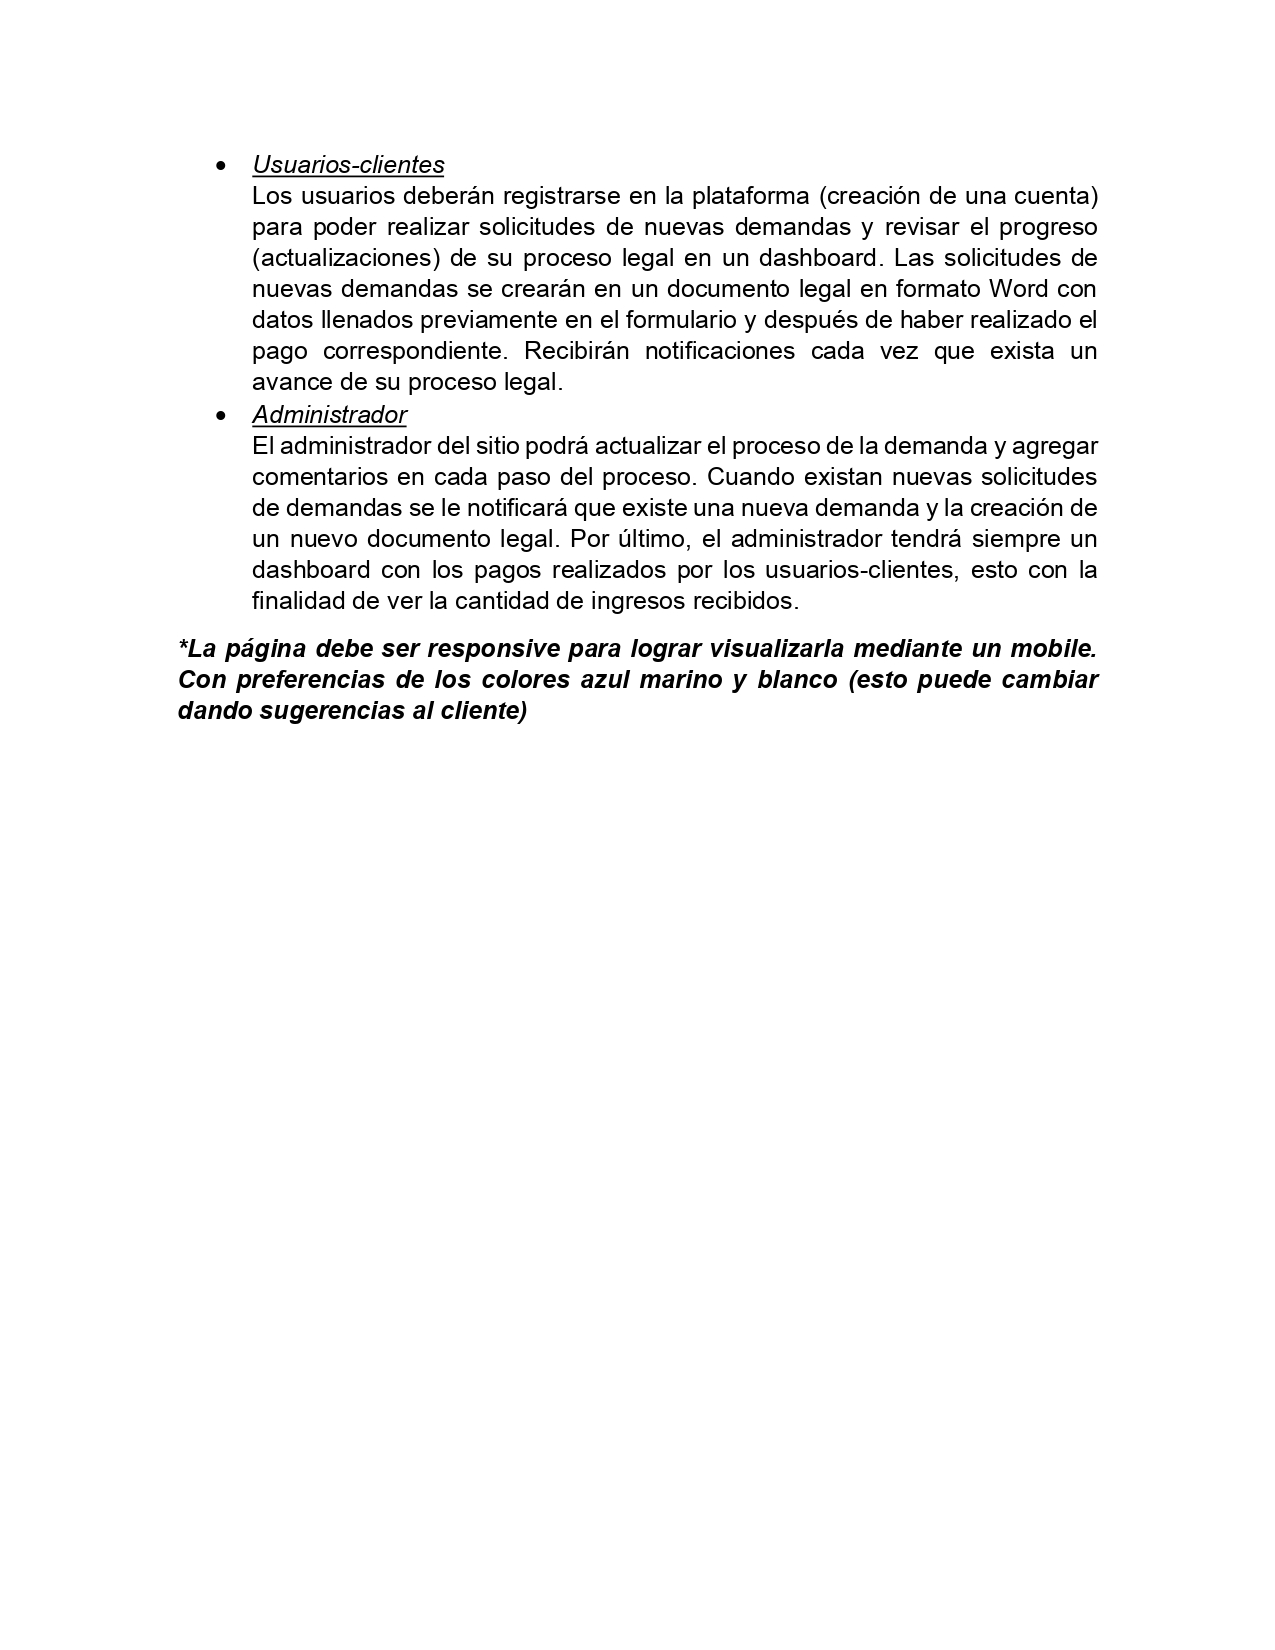 • Usuarios-clientes
Los usuarios deberán registrarse en la plataforma (creación de una cuenta)
para poder realizar solicitudes de nuevas demandas y revisar el progreso
(actualizaciones) de su proceso legal en un dashboard. Las solicitudes de
nuevas demandas se crearán en un documento legal en formato Word con
datos llenados previamente en el formulario y después de haber realizado el
pago correspondiente. Recibirán notificaciones cada vez que exista un
avance de su proceso legal.
• Administrador
El administrador del sitio podrá actualizar el proceso de la demanda y agregar
comentarios en cada paso del proceso. Cuando existan nuevas solicitudes
de demandas se le notificará que existe una nueva demanda y la creación de
un nuevo documento legal. Por último, el administrador tendrá siempre un
dashboard con los pagos realizados por los usuarios-clientes, esto con la
finalidad de ver la cantidad de ingresos recibidos.
*La página debe ser responsive para lograr visualizarla mediante un mobile.
Con preferencias de los colores azul marino y blanco (esto puede cambiar
dando sugerencias al cliente)